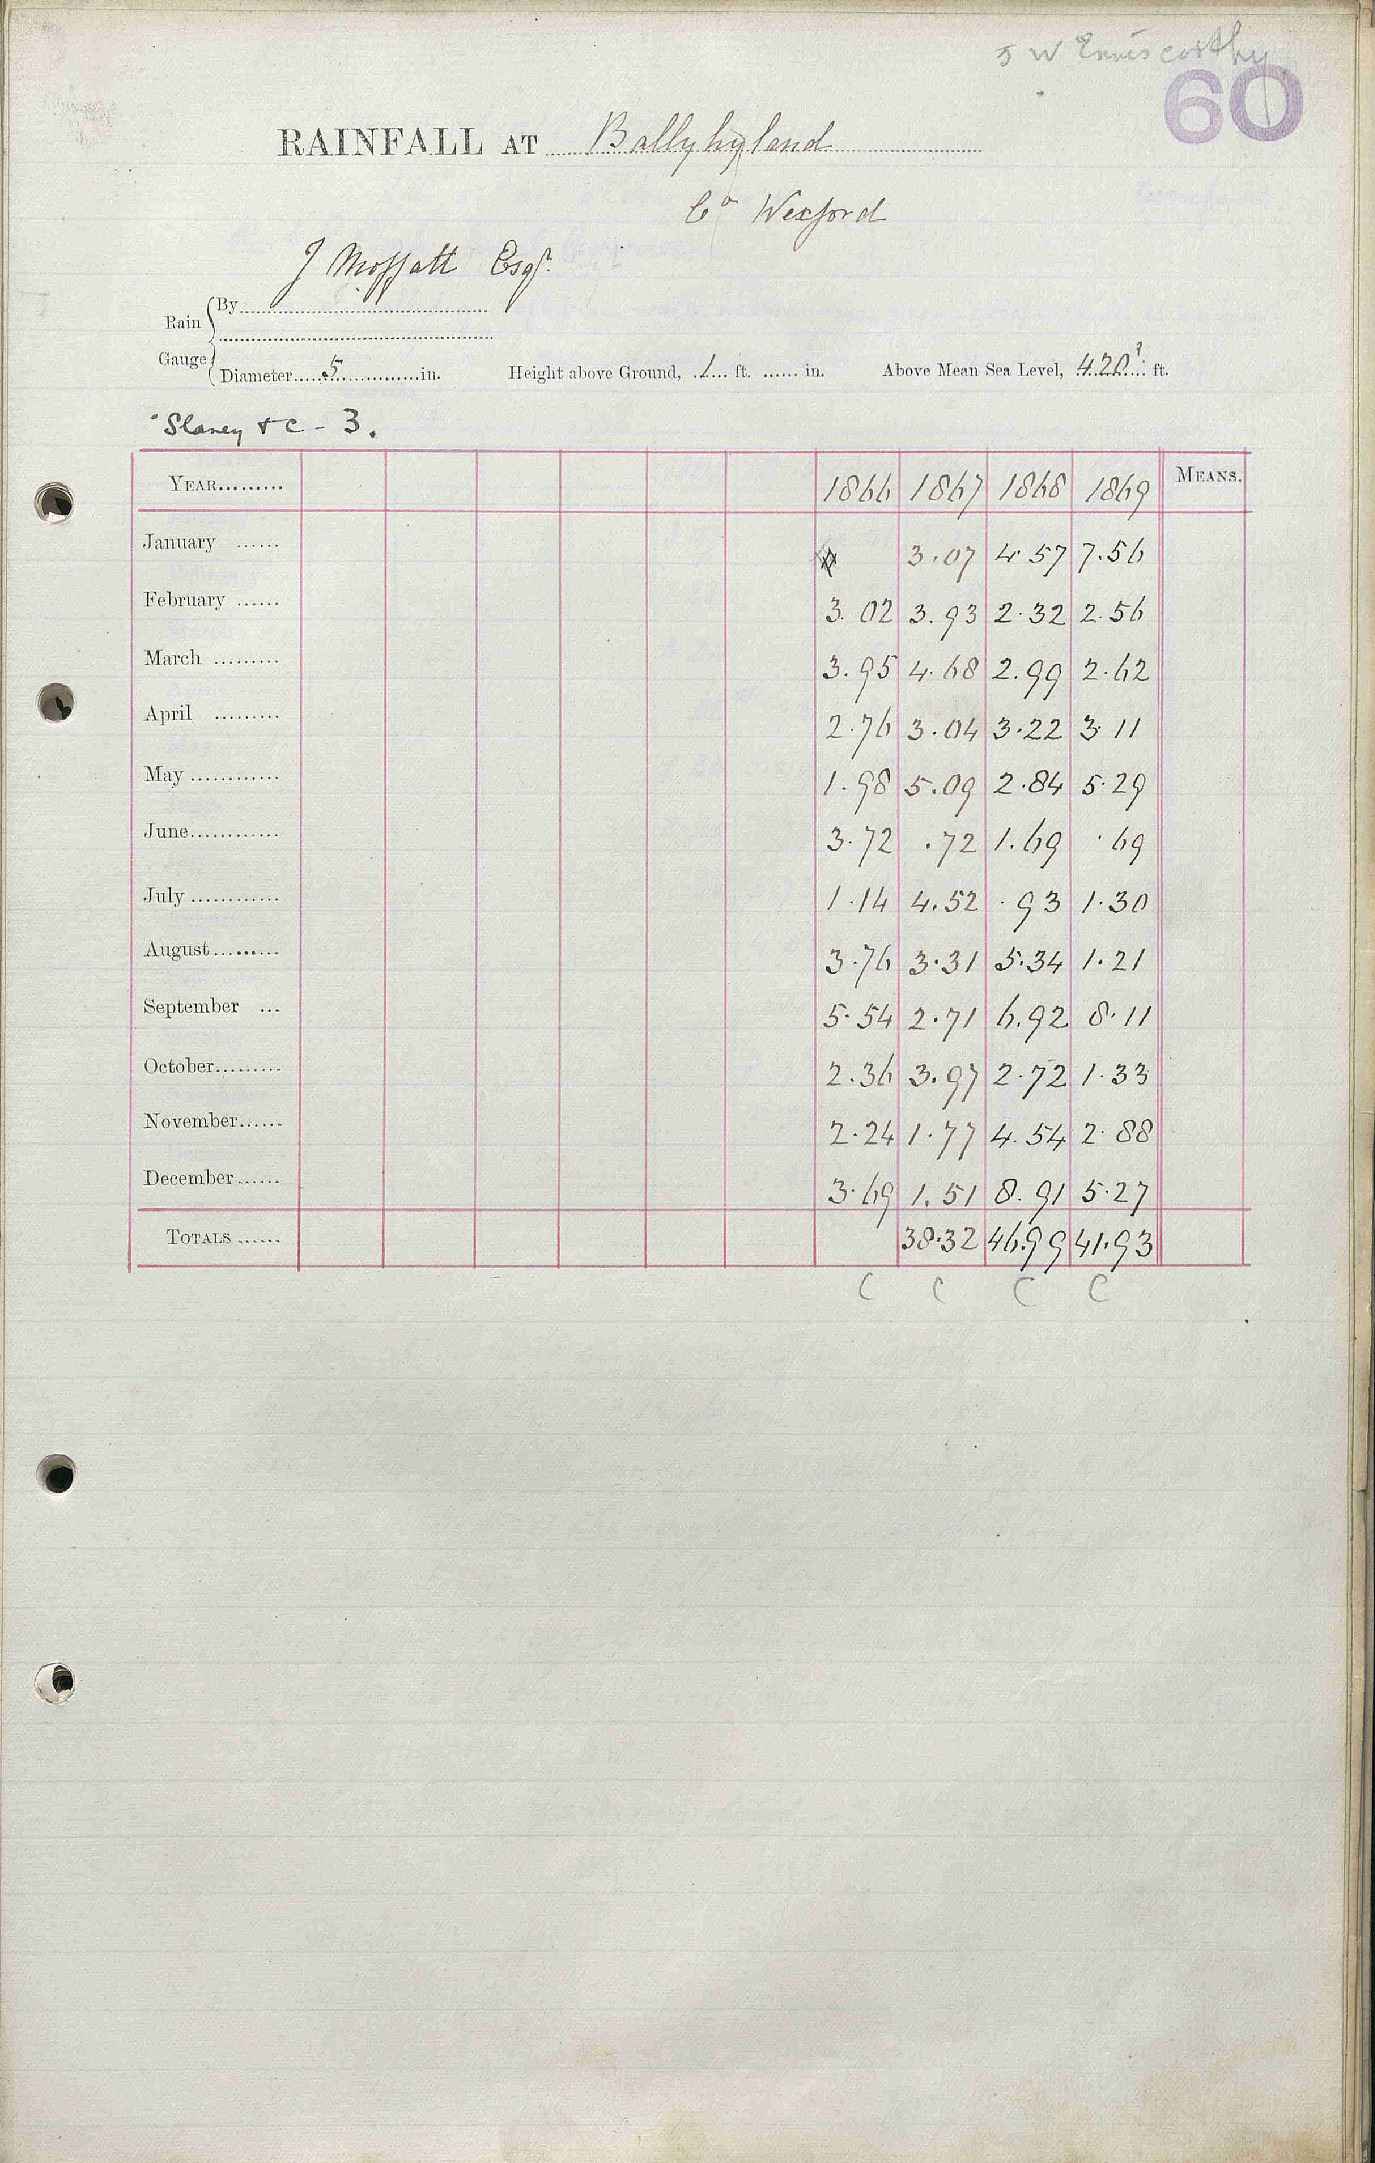 5 W Enniscorthy
60
RAINFALL AT Ballyhyland
Co Wexford
J Moffatt Esqr.
Rain Gauge By
Diameter 5 in. Height above Ground, 1 ft. in. Above Mean Sea Level, 420? ft.
Slaney & C - 3.
YEAR 1866 1867 1868 1869 MEANS.
January 3.07 4.57 7.56
February 3.02 3.93 2.32 2.56
March 3.95 4.68 2.99 2.62
April 2.76 3.04 3.22 3.11
May 1.98 5.09 2.84 5.29
June 3.72 .72 1.69 .69
July 1.14 4.52 .93 1.30
August 3.76 3.31 5.34 1.21
September 5.54 2.71 6.92 8.11
October 2.36 3.97 2.72 1.33
November 2.24 1.77 4.54 2.88
December 3.69 1.51 8.91 5.27
TOTALS 38.32 46.99 41.93
C C C C